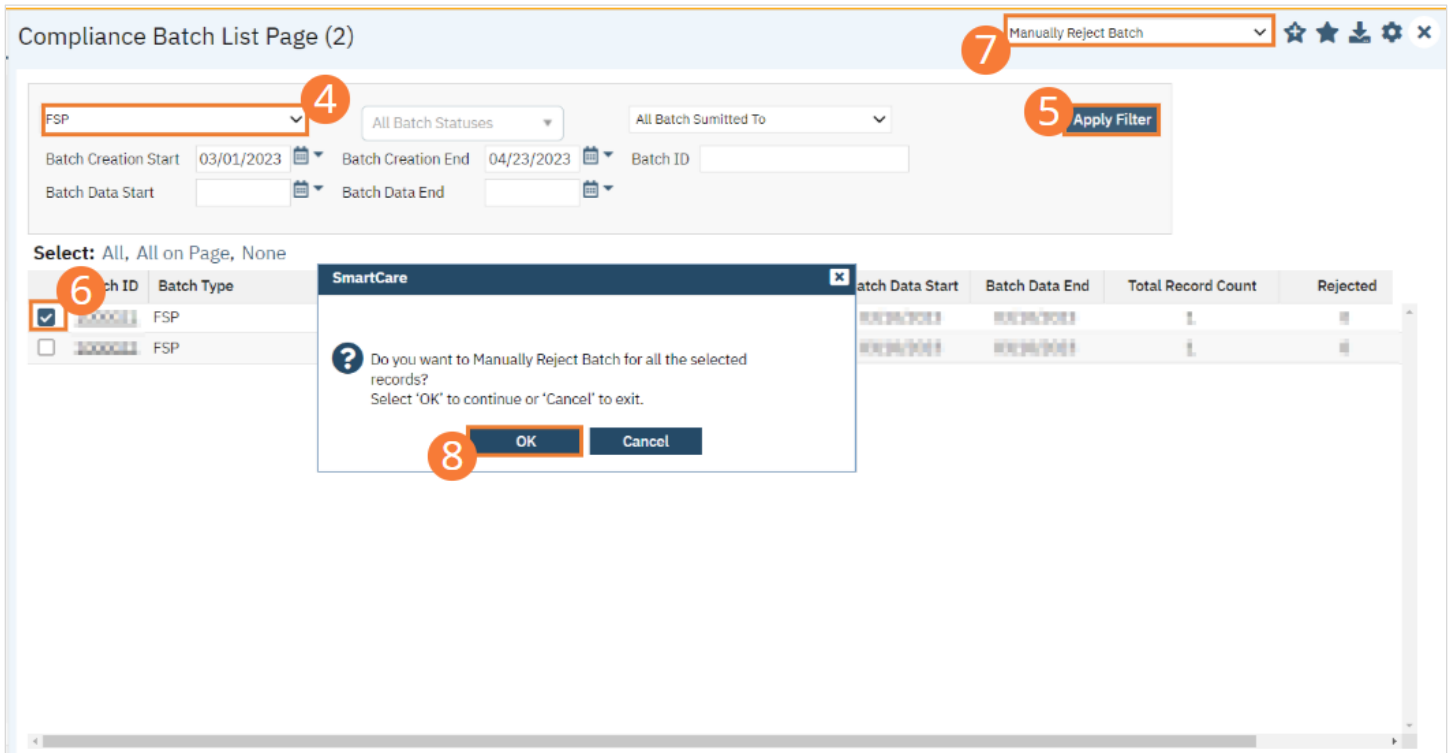 Compliance Batch List Page (2)
Manually Reject Batch
7
4
FSP
All Batch Statuses
All Batch Sumitted To
5
Apply Filter
Batch Creation Start 03/01/2023 Batch Creation End 04/23/2023 Batch ID
Batch Data Start Batch Data End
Select: All, All on Page, None
6
ch ID Batch Type
atch Data Start Batch Data End Total Record Count Rejected
FSP
FSP
SmartCare
Do you want to Manually Reject Batch for all the selected
records?
Select ‘OK’ to continue or ‘Cancel’ to exit.
8
OK Cancel